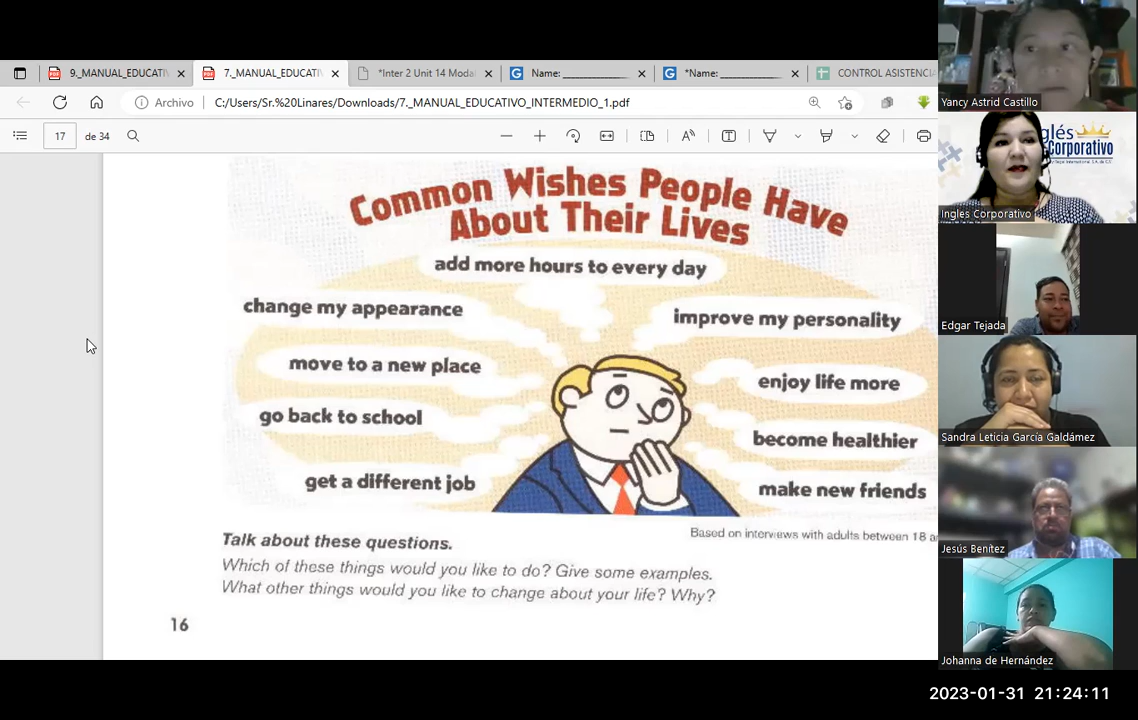 9._MANUAL_EDUCATI
7._MANUAL_EDUCATI
*Inter 2 Unit 14 Moda
Name: ___________
*Name: ___________
CONTROL ASISTENCIA
Archivo
C:/Users/Sr.%20Linares/Downloads/7._MANUAL_EDUCATIVO_INTERMEDIO_1.pdf
17
de 34
Common Wishes People Have
About Their Lives
add more hours to every day
change my appearance
improve my personality
move to a new place
enjoy life more
go back to school
become healthier
get a different job
make new friends
Based on interviews with adults between 18
Talk about these questions.
Which of these things would you like to do? Give some examples.
What other things would you like to change about your life? Why?
16
Yancy Astrid Castillo
glés
Corporativo
Ingles Corporativo
Edgar Tejada
Sandra Leticia García Galdámez
Jesús Benítez
Johanna de Hernández
2023-01-31 21:24:11